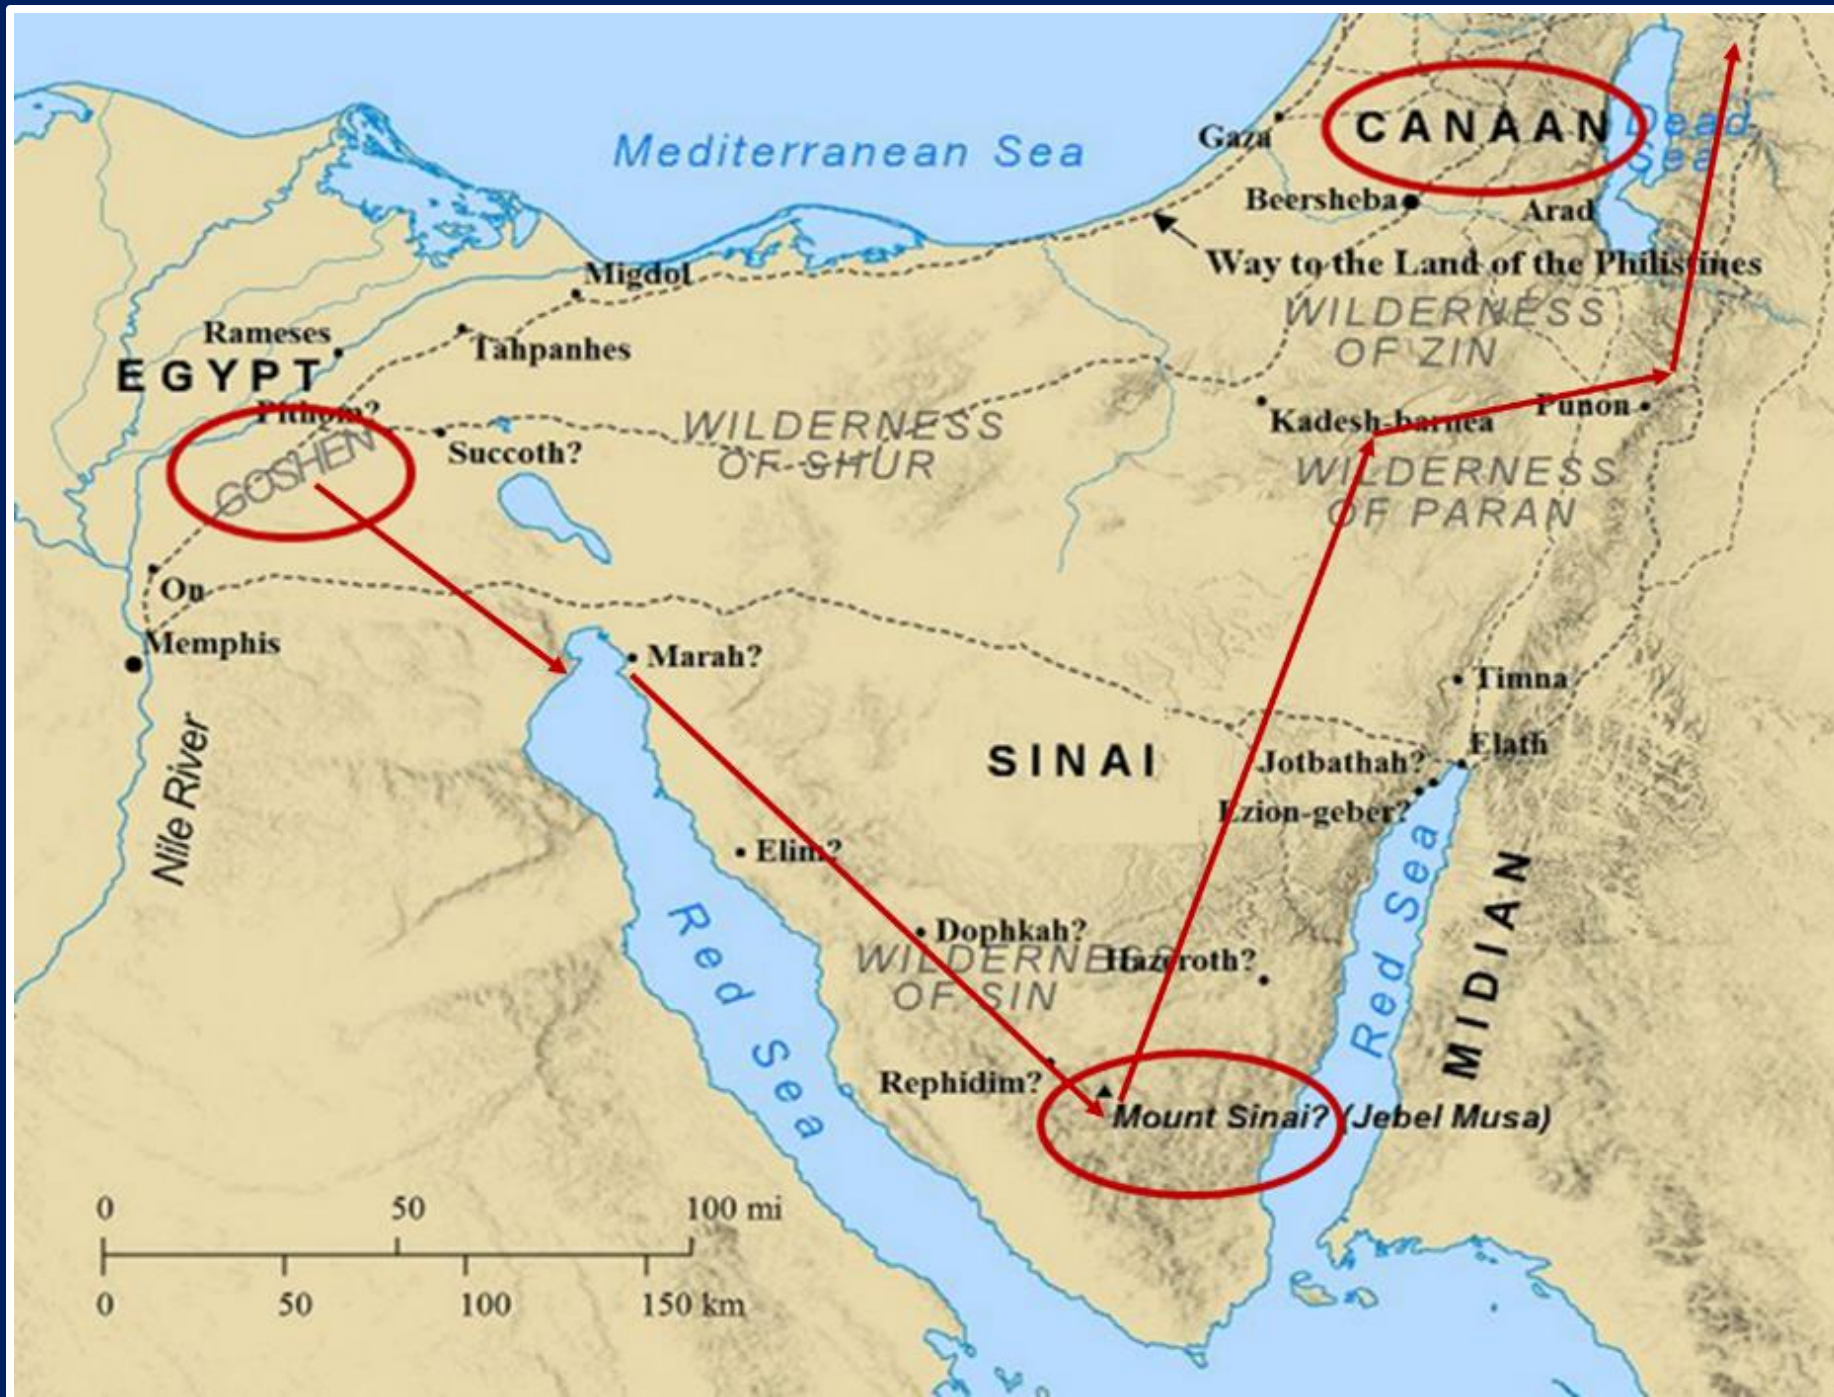 Mediterranean Sea
Gaza
CANAAN
Dead
Sea
Beersheba
Arad
Way to the Land of the Philistines
Migdol
WILDERNESS
OF ZIN
Rameses
Tahpanhes
EGYPT
Pithom?
GOSHEN
Succoth?
WILDERNESS
OF SHUR
Kadesh-barnea
Punon
WILDERNESS
OF PARAN
On
Memphis
Marah?
Timna
Nile River
SINAI
Elath
Jotbathah?
Ezion-geber?
Elim?
Red Sea
Red Sea
MIDIAN
Dophkah?
WILDERNESS
OF SIN
Hazeroth?
Rephidim?
Mount Sinai? (Jebel Musa)
0 50 100 mi
0 50 100 150 km